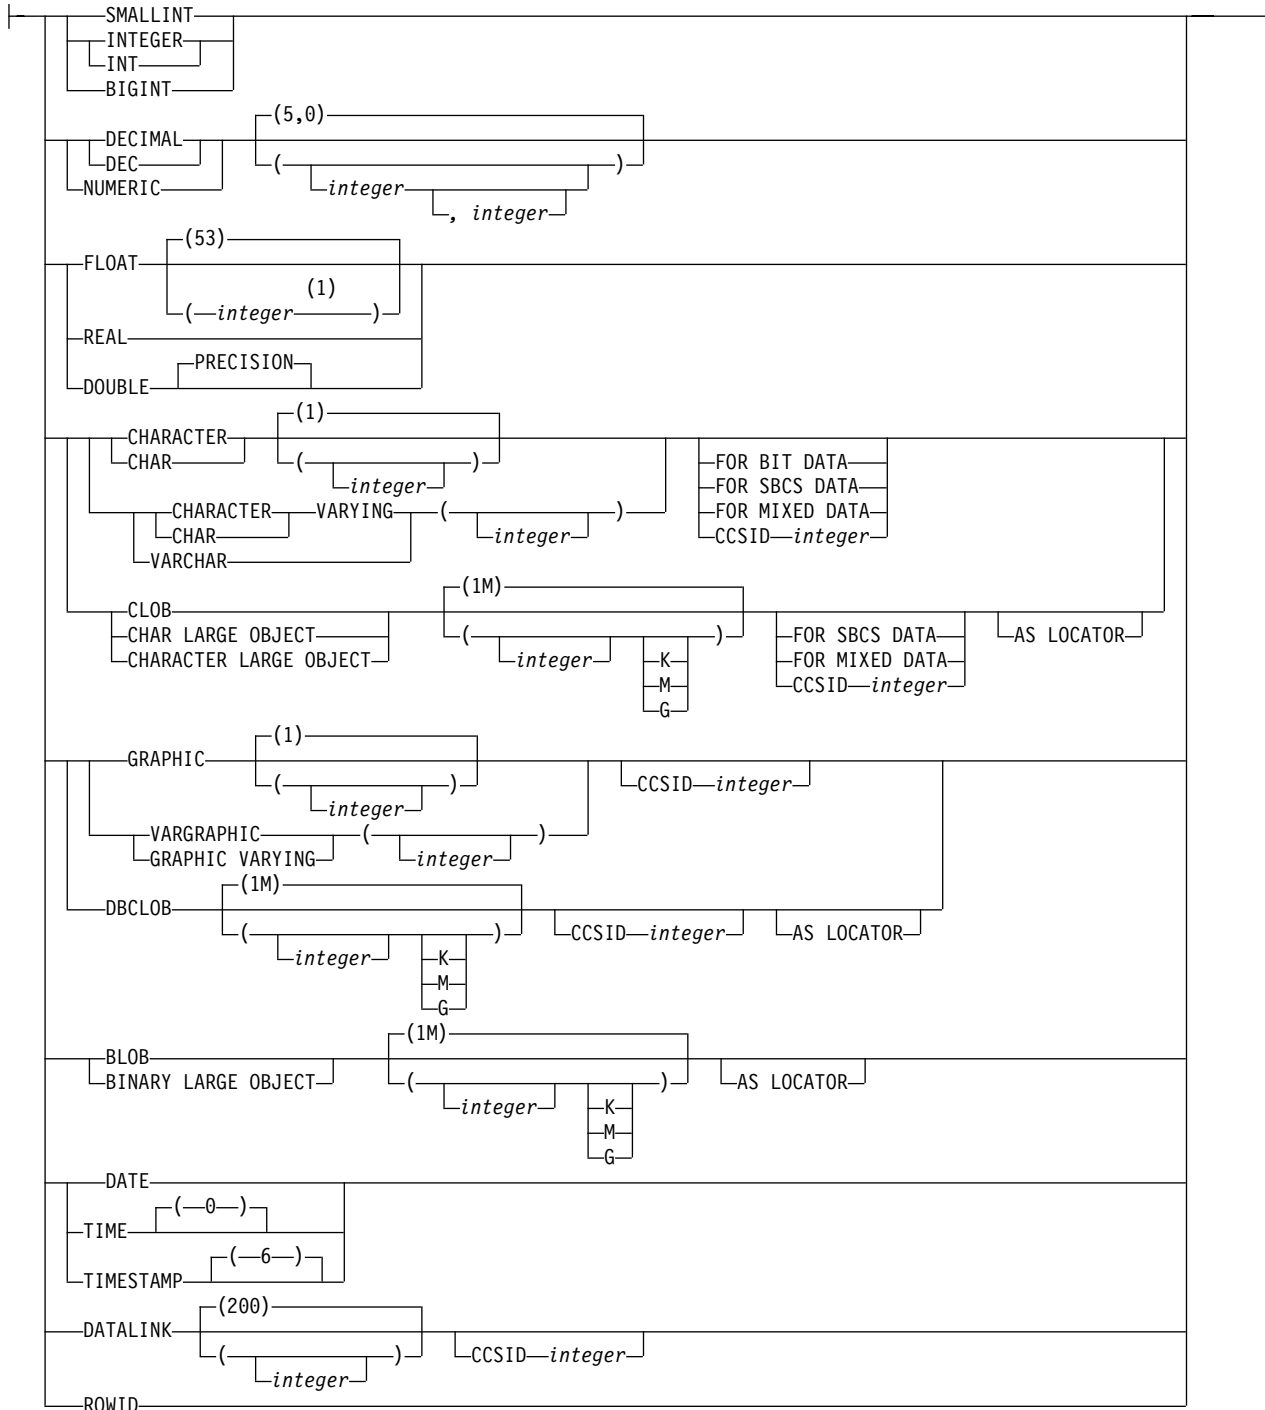 SMALLINT
INTEGER
INT
BIGINT
(5,0)
DECIMAL
DEC ( )
NUMERIC integer
, integer
(53)
FLOAT
(1)
( integer )
REAL
PRECISION
DOUBLE
(1)
CHARACTER
CHAR ( ) FOR BIT DATA
integer FOR SBCS DATA
CHARACTER VARYING ( ) FOR MIXED DATA
CHAR integer CCSID integer
VARCHAR
(1M)
CLOB
CHAR LARGE OBJECT ( ) FOR SBCS DATA AS LOCATOR
CHARACTER LARGE OBJECT integer K FOR MIXED DATA
M CCSID integer
G
(1)
GRAPHIC
( ) CCSID integer
integer
VARGRAPHIC ( )
GRAPHIC VARYING integer
(1M)
DBCLOB
( ) CCSID integer AS LOCATOR
integer K
M
G
(1M)
BLOB
BINARY LARGE OBJECT ( ) AS LOCATOR
integer K
M
G
DATE
( 0 )
TIME
( 6 )
TIMESTAMP
(200)
DATALINK
( ) CCSID integer
integer
ROWID